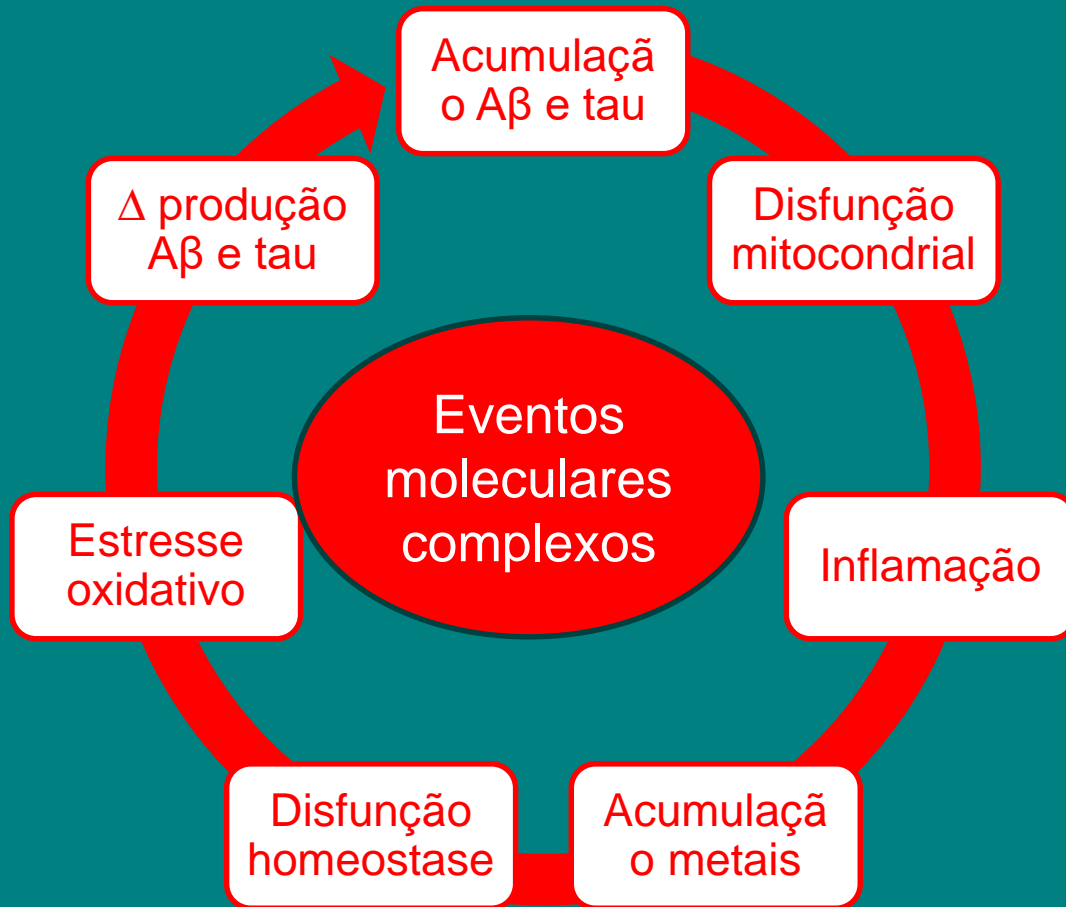 Acumulaçã
o Aβ e tau
Disfunção
mitocondrial
Inflamação
Acumulaçã
o metais
Disfunção
homeostase
Estresse
oxidativo
∆ produção
Aβ e tau
Eventos
moleculares
complexos